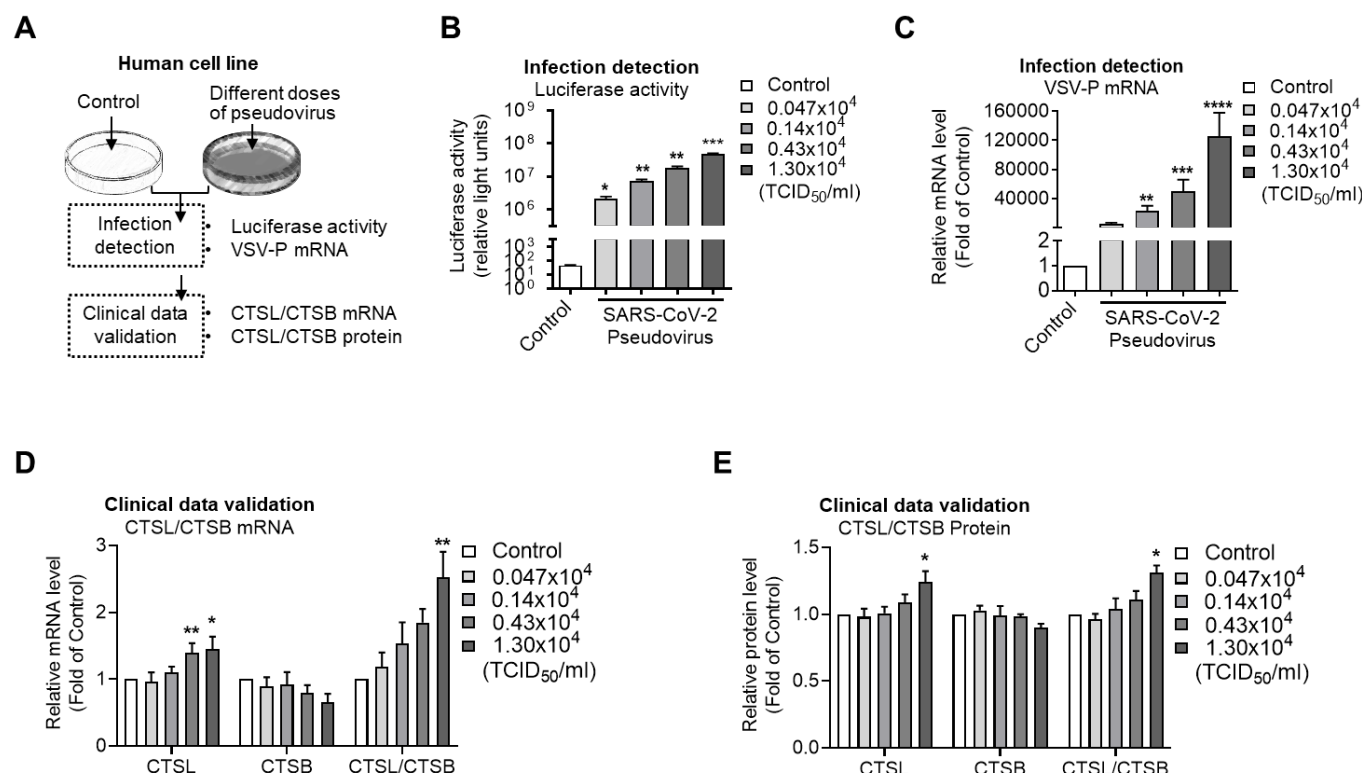 A
Human cell line
Control
Different doses
of pseudovirus
Infection
detection
• Luciferase activity
• VSV-P mRNA
Clinical data
validation
• CTSL/CTSB mRNA
• CTSL/CTSB protein
B
Infection detection
Luciferase activity
Luciferase activity
(relative light units)
10⁹
10⁸
10⁷
10⁶
10³
10²
10¹
10⁰
*
**
**
***
Control
SARS-CoV-2
Pseudovirus
Control
0.047x10⁴
0.14x10⁴
0.43x10⁴
1.30x10⁴
(TCID₅₀/ml)
C
Infection detection
VSV-P mRNA
Relative mRNA level
(Fold of Control)
160000
120000
80000
40000
2
1
0
**
***
****
Control
SARS-CoV-2
Pseudovirus
Control
0.047x10⁴
0.14x10⁴
0.43x10⁴
1.30x10⁴
(TCID₅₀/ml)
D
Clinical data validation
CTSL/CTSB mRNA
Relative mRNA level
(Fold of Control)
3
2
1
0
**
*
**
CTSL
CTSB
CTSL/CTSB
Control
0.047x10⁴
0.14x10⁴
0.43x10⁴
1.30x10⁴
(TCID₅₀/ml)
E
Clinical data validation
CTSL/CTSB Protein
Relative protein level
(Fold of Control)
1.5
1.0
0.5
0.0
*
*
CTSL
CTSB
CTSL/CTSB
Control
0.047x10⁴
0.14x10⁴
0.43x10⁴
1.30x10⁴
(TCID₅₀/ml)